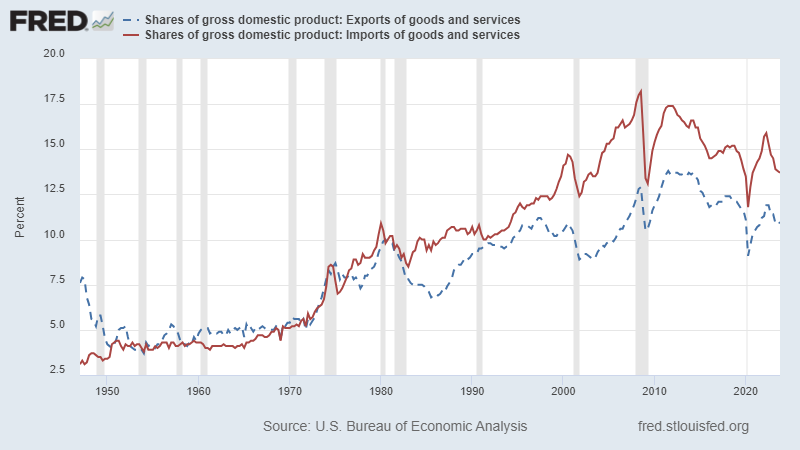 FRED
Shares of gross domestic product: Exports of goods and services
Shares of gross domestic product: Imports of goods and services
20.0
17.5
15.0
12.5
10.0
7.5
5.0
2.5
Percent
1950 1960 1970 1980 1990 2000 2010 2020
Source: U.S. Bureau of Economic Analysis
fred.stlouisfed.org